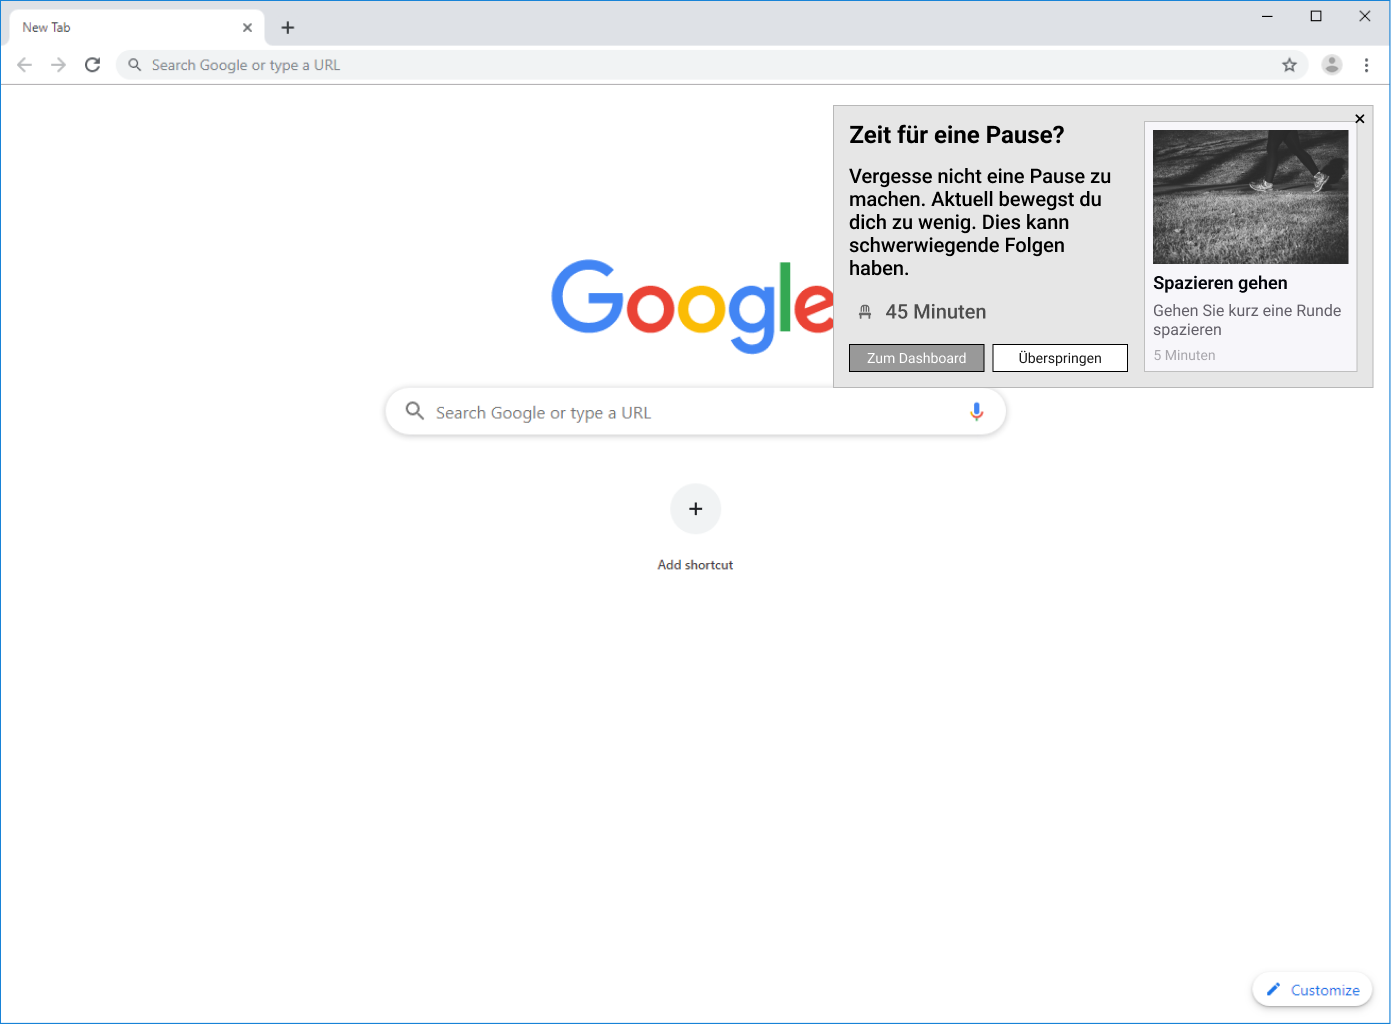 New Tab
Search Google or type a URL
Zeit für eine Pause?
Vergesse nicht eine Pause zu
machen. Aktuell bewegst du
dich zu wenig. Dies kann
schwerwiegende Folgen
haben.
45 Minuten
Zum Dashboard
Überspringen
Spazieren gehen
Gehen Sie kurz eine Runde
spazieren
5 Minuten
Google
Search Google or type a URL
Add shortcut
Customize